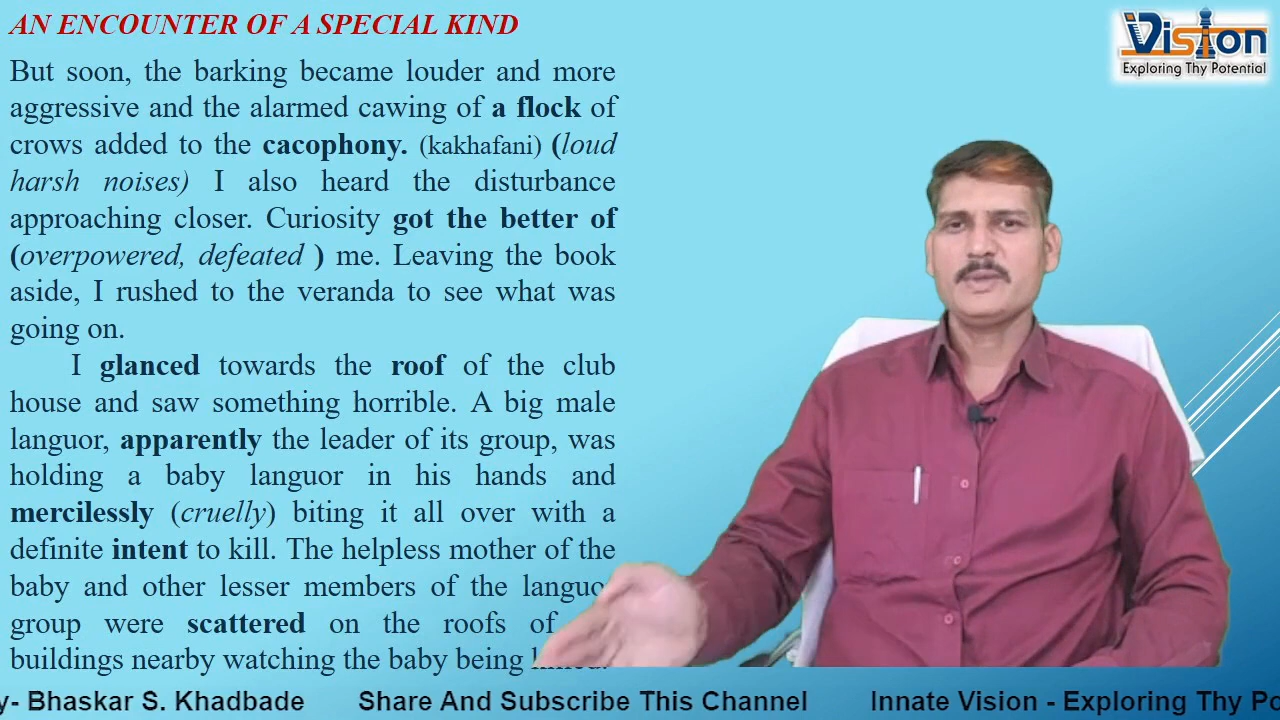 AN ENCOUNTER OF A SPECIAL KIND
But soon, the barking became louder and more
aggressive and the alarmed cawing of a flock of
crows added to the cacophony. (kakhafani) (loud
harsh noises) I also heard the disturbance
approaching closer. Curiosity got the better of
(overpowered, defeated ) me. Leaving the book
aside, I rushed to the veranda to see what was
going on.
I glanced towards the roof of the club
house and saw something horrible. A big male
languor, apparently the leader of its group, was
holding a baby languor in his hands and
mercilessly (cruelly) biting it all over with a
definite intent to kill. The helpless mother of the
baby and other lesser members of the
group were scattered on the roofs of
buildings nearby watching the baby being
iVision
Exploring Thy Potential
Bhaskar S. Khadbade Share And Subscribe This Channel Innate Vision - Exploring Thy